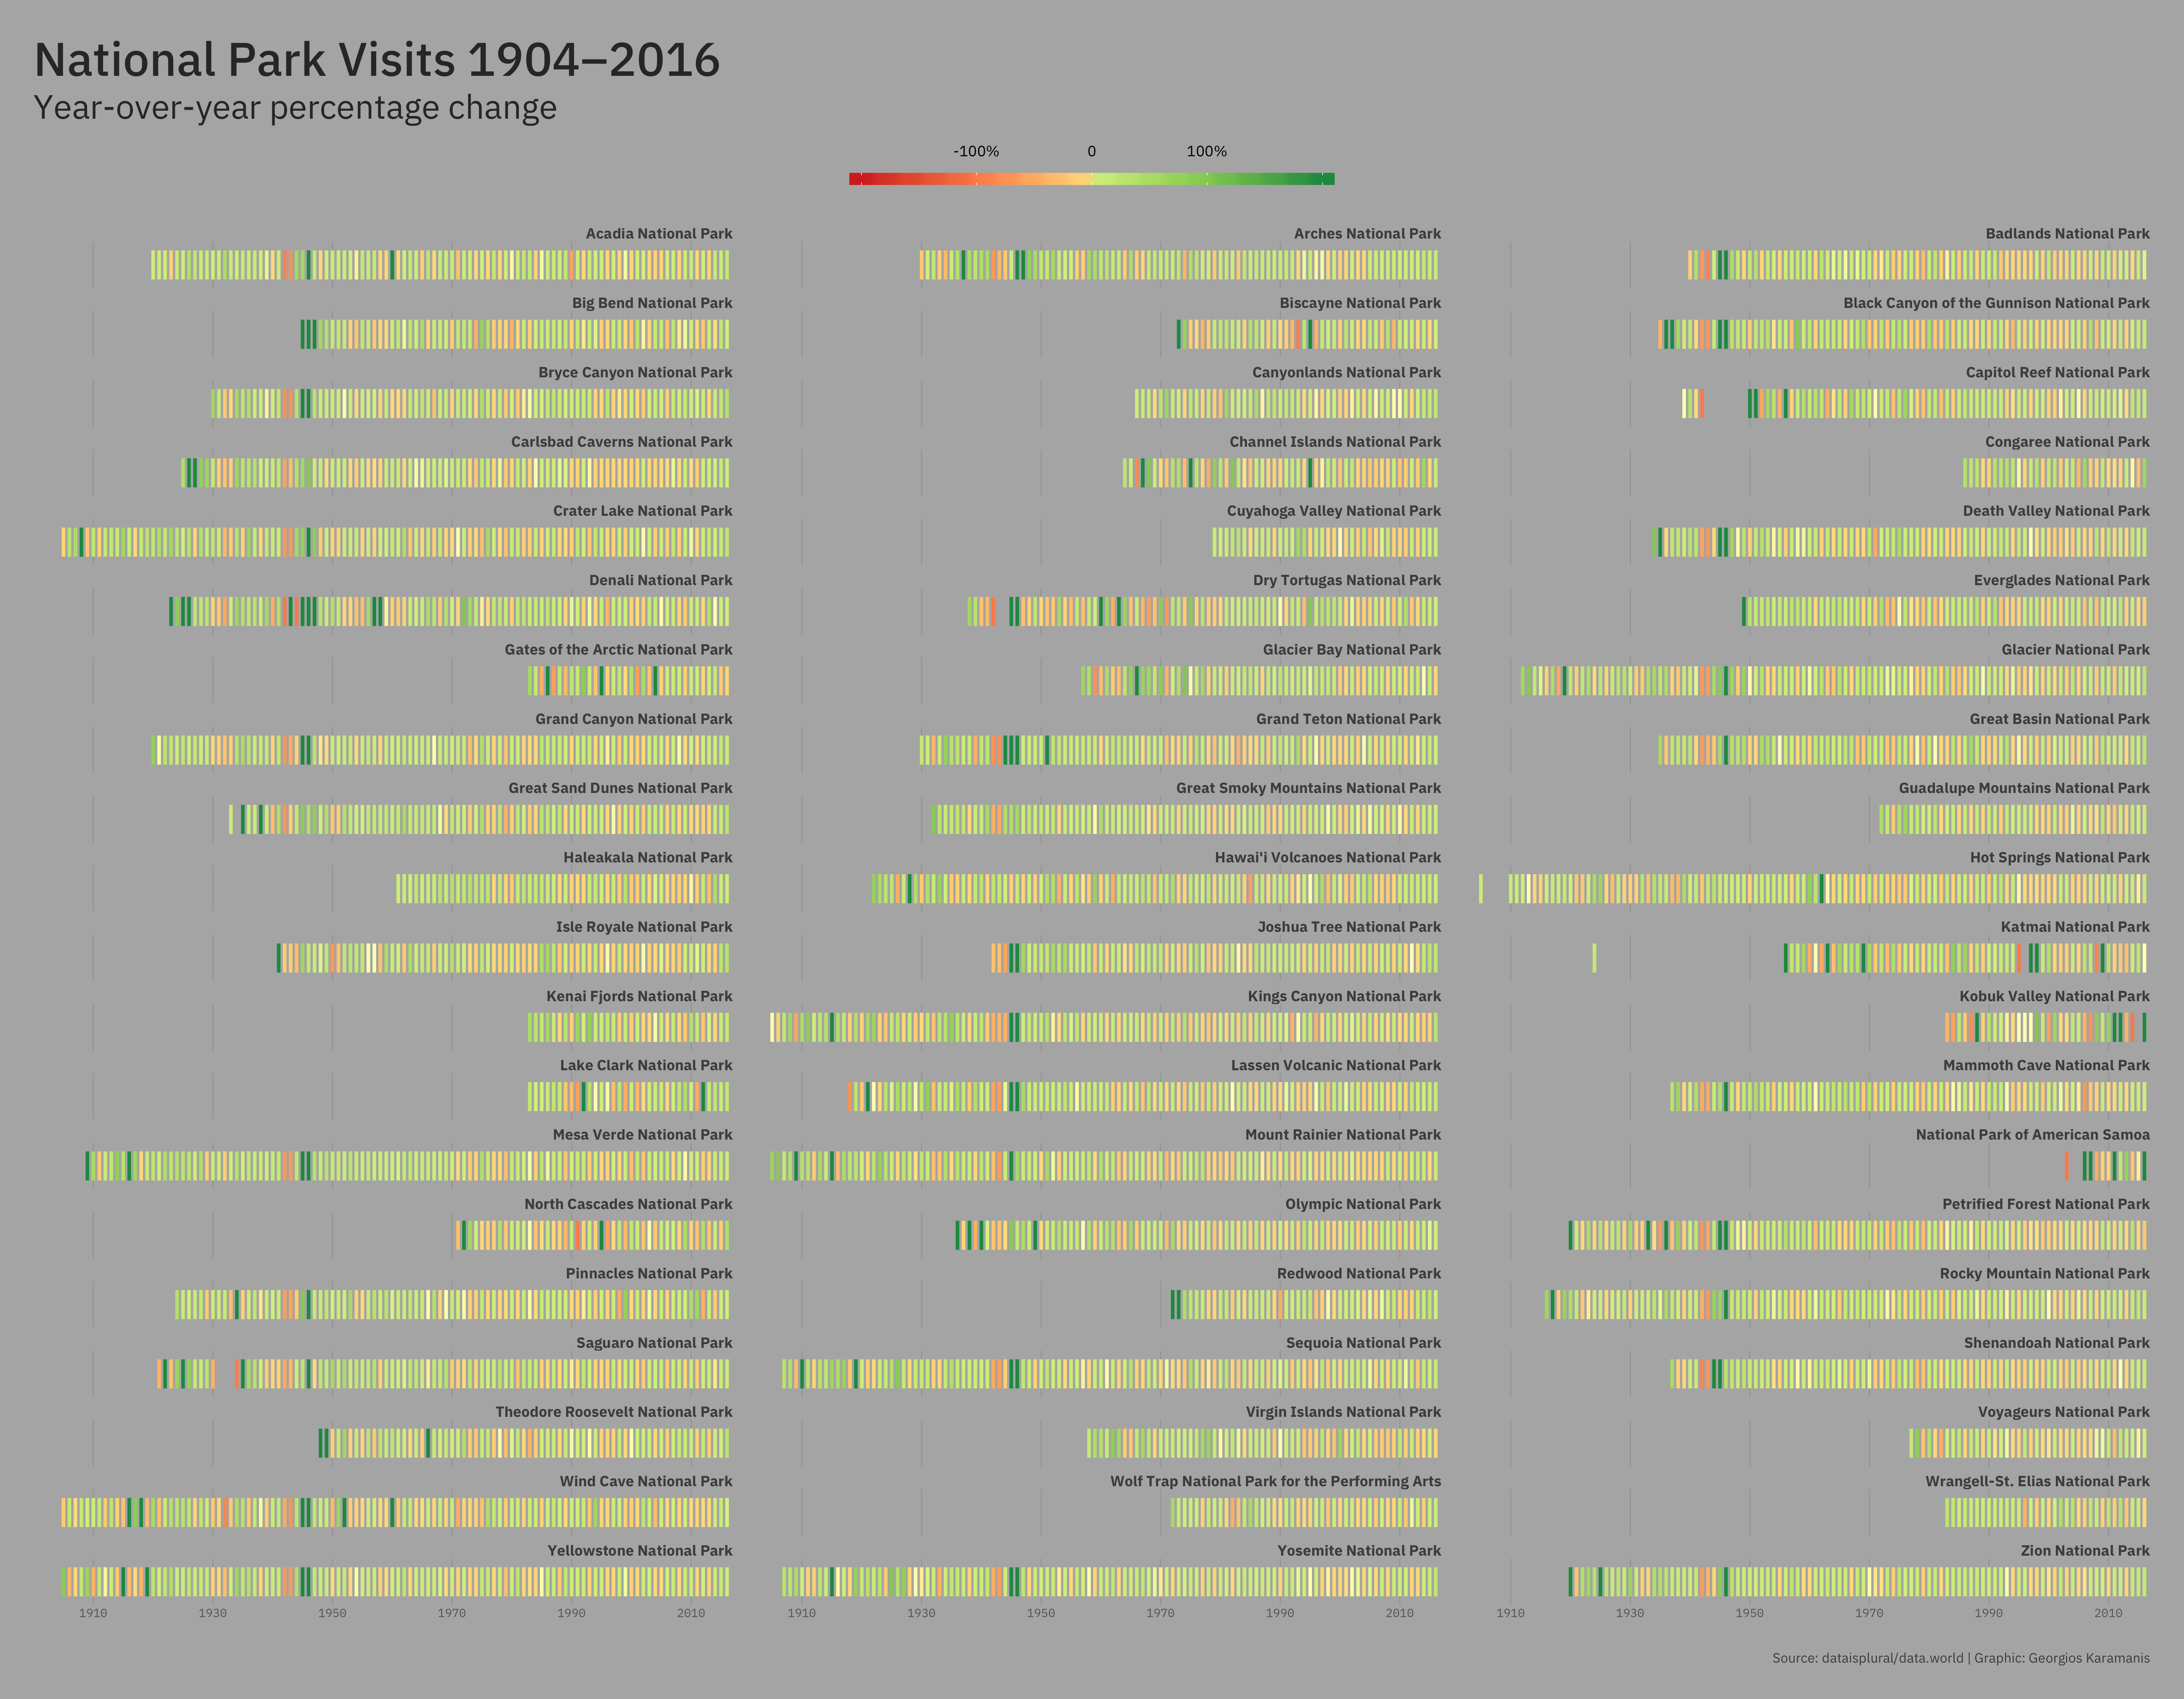 National Park Visits 1904–2016
Year-over-year percentage change
-100% 0 100%
Acadia National Park
Arches National Park
Badlands National Park
Big Bend National Park
Biscayne National Park
Black Canyon of the Gunnison National Park
Bryce Canyon National Park
Canyonlands National Park
Capitol Reef National Park
Carlsbad Caverns National Park
Channel Islands National Park
Congaree National Park
Crater Lake National Park
Cuyahoga Valley National Park
Death Valley National Park
Denali National Park
Dry Tortugas National Park
Everglades National Park
Gates of the Arctic National Park
Glacier Bay National Park
Glacier National Park
Grand Canyon National Park
Grand Teton National Park
Great Basin National Park
Great Sand Dunes National Park
Great Smoky Mountains National Park
Guadalupe Mountains National Park
Haleakala National Park
Hawai'i Volcanoes National Park
Hot Springs National Park
Isle Royale National Park
Joshua Tree National Park
Katmai National Park
Kenai Fjords National Park
Kings Canyon National Park
Kobuk Valley National Park
Lake Clark National Park
Lassen Volcanic National Park
Mammoth Cave National Park
Mesa Verde National Park
Mount Rainier National Park
National Park of American Samoa
North Cascades National Park
Olympic National Park
Petrified Forest National Park
Pinnacles National Park
Redwood National Park
Rocky Mountain National Park
Saguaro National Park
Sequoia National Park
Shenandoah National Park
Theodore Roosevelt National Park
Virgin Islands National Park
Voyageurs National Park
Wind Cave National Park
Wolf Trap National Park for the Performing Arts
Wrangell-St. Elias National Park
Yellowstone National Park
Yosemite National Park
Zion National Park
1910 1930 1950 1970 1990 2010
1910 1930 1950 1970 1990 2010
1910 1930 1950 1970 1990 2010
Source: dataisplural/data.world | Graphic: Georgios Karamanis